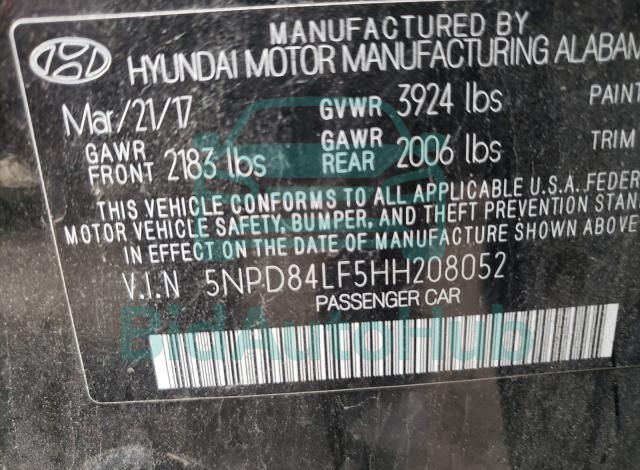 MANUFACTURED BY
HYUNDAI MOTOR MANUFACTURING ALABAM
Mar/21/17 GVWR 3924 lbs PAINT
GAWR FRONT 2183 lbs GAWR REAR 2006 lbs TRIM
THIS VEHICLE CONFORMS TO ALL APPLICABLE U.S.A. FEDER
MOTOR VEHICLE SAFETY, BUMPER, AND THEFT PREVENTION STAN
IN EFFECT ON THE DATE OF MANUFACTURE SHOWN ABOVE
V.I.N 5NPD84LF5HH208052
PASSENGER CAR
BidAutoHub